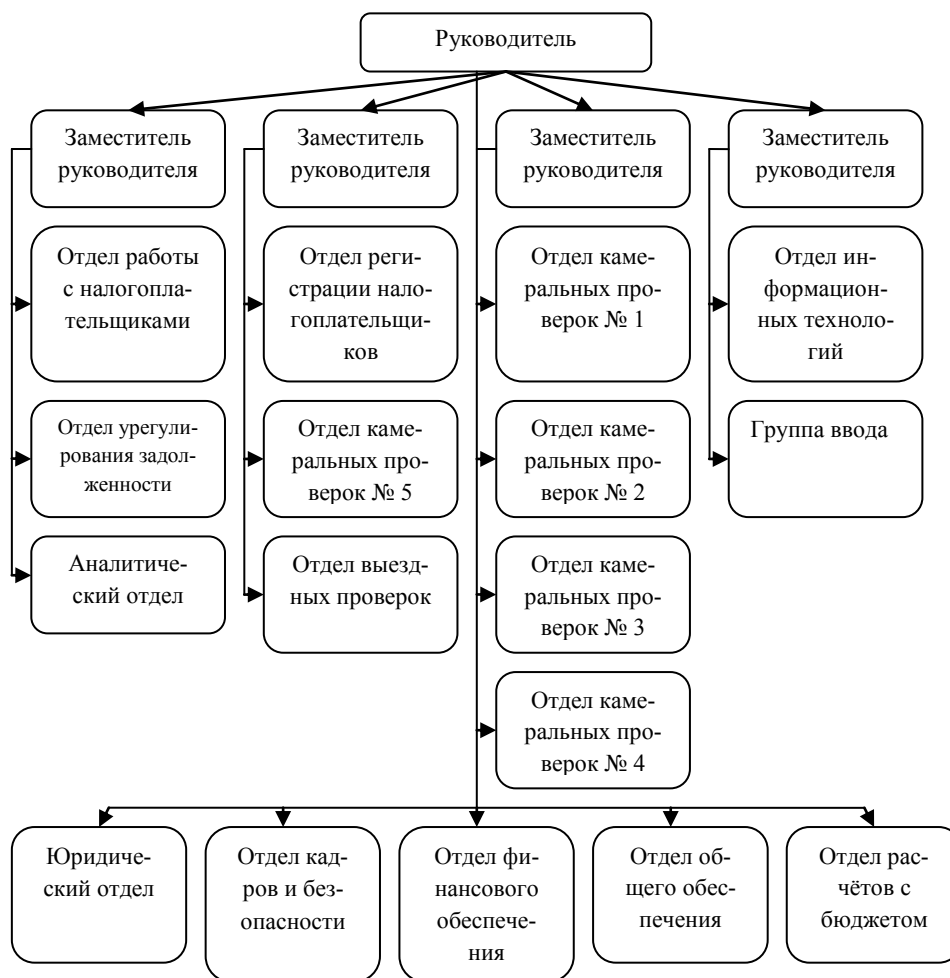 Руководитель
Заместитель
руководителя
Заместитель
руководителя
Заместитель
руководителя
Заместитель
руководителя
Отдел работы
с налогопла-
тельщиками
Отдел реги-
страции нало-
гоплательщи-
ков
Отдел каме-
ральных про-
верок № 1
Отдел ин-
формацион-
ных техноло-
гий
Отдел урегули-
рования задол-
женности
Отдел каме-
ральных про-
верок № 5
Отдел каме-
ральных про-
верок № 2
Группа ввода
Аналитиче-
ский отдел
Отдел выезд-
ных проверок
Отдел каме-
ральных про-
верок № 3
Отдел каме-
ральных про-
верок № 4
Юридиче-
ский отдел
Отдел кад-
ров и без-
опасности
Отдел фи-
нансового
обеспече-
ния
Отдел об-
щего обес-
печения
Отдел рас-
чётов с
бюджетом